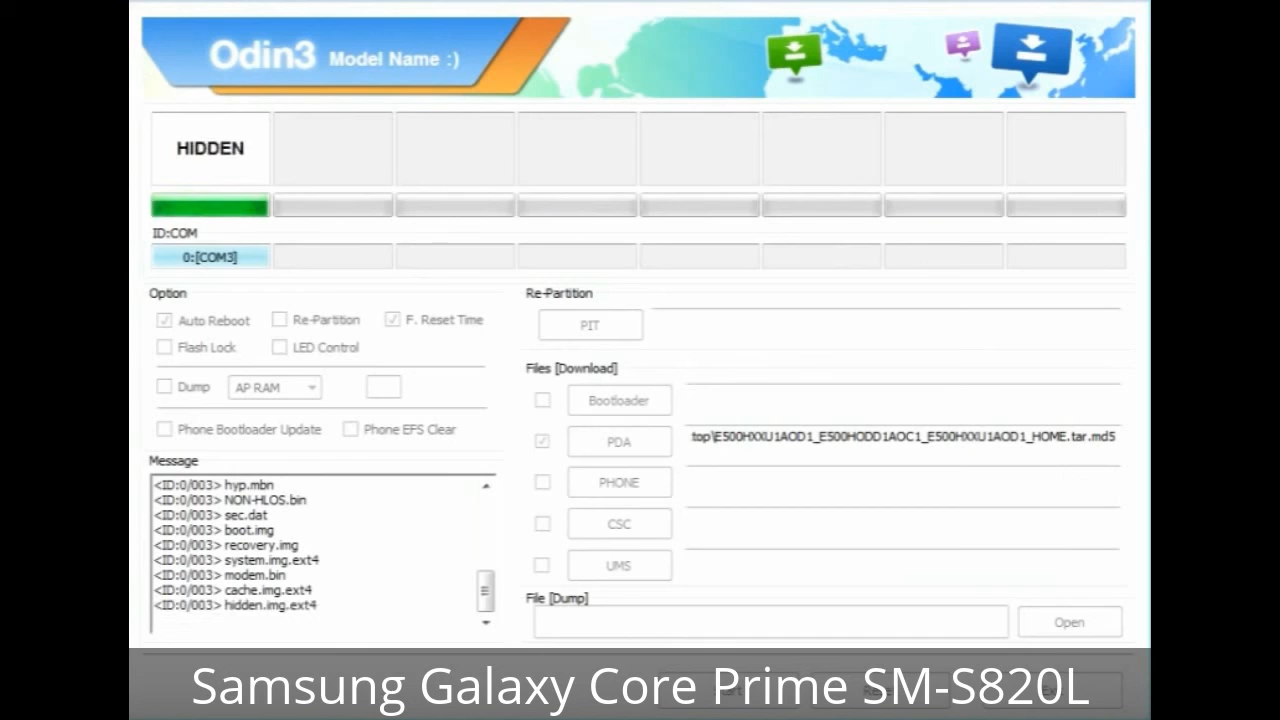 Odin3 Model Name :)
HIDDEN
ID:COM
0:[COM3]
Option
Auto Reboot Re-Partition F. Reset Time
Flash Lock LED Control
Dump AP RAM
Phone Bootloader Update Phone EFS Clear
Message
<ID:0/003> hyp.mbn
<ID:0/003> NON-HLOS.bin
<ID:0/003> sec.dat
<ID:0/003> boot.img
<ID:0/003> recovery.img
<ID:0/003> system.img.ext4
<ID:0/003> modem.bin
<ID:0/003> cache.img.ext4
<ID:0/003> hidden.img.ext4
Re-Partition
PIT
Files [Download]
Bootloader
PDA top\E500HXXU1AOD1_E500HODD1AOC1_E500HXXU1AOD1_HOME.tar.md5
PHONE
CSC
UMS
File [Dump]
Open
Samsung Galaxy Core Prime SM-S820L